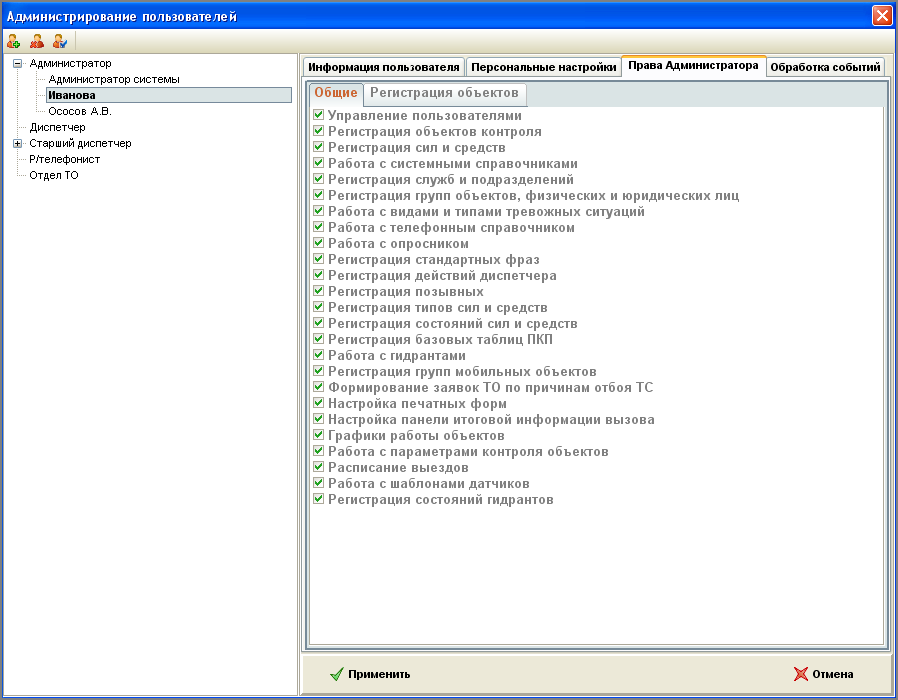 Администрирование пользователей
Администратор
Администратор системы
Иванова
Ососов А.В.
Диспетчер
Старший диспетчер
Р/телефонист
Отдел ТО
Информация пользователя Персональные настройки Права Администратора Обработка событий
Общие Регистрация объектов
Управление пользователями
Регистрация объектов контроля
Регистрация сил и средств
Работа с системными справочниками
Регистрация служб и подразделений
Регистрация групп объектов, физических и юридических лиц
Работа с видами и типами тревожных ситуаций
Работа с телефонным справочником
Работа с опросником
Регистрация стандартных фраз
Регистрация действий диспетчера
Регистрация позывных
Регистрация типов сил и средств
Регистрация состояний сил и средств
Регистрация базовых таблиц ПКП
Работа с гидрантами
Регистрация групп мобильных объектов
Формирование заявок ТО по причинам отбоя ТС
Настройка печатных форм
Настройка панели итоговой информации вызова
Графики работы объектов
Работа с параметрами контроля объектов
Расписание выездов
Работа с шаблонами датчиков
Регистрация состояний гидрантов
Применить Отмена